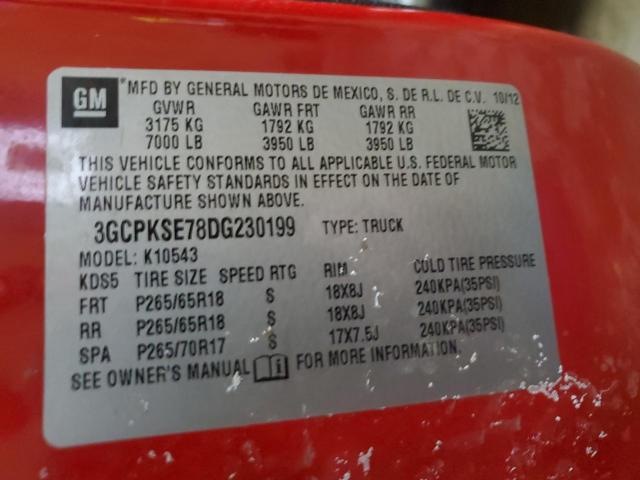 GM
MFD BY GENERAL MOTORS DE MEXICO, S. DE R.L. DE C.V. 10/12
GVWR GAWR FRT GAWR RR
3175 KG 1792 KG 1792 KG
7000 LB 3950 LB 3950 LB
THIS VEHICLE CONFORMS TO ALL APPLICABLE U.S. FEDERAL MOTOR
VEHICLE SAFETY STANDARDS IN EFFECT ON THE DATE OF
MANUFACTURE SHOWN ABOVE.
3GCPKSE78DG230199 TYPE: TRUCK
MODEL: K10543
KDS5 TIRE SIZE SPEED RTG RIM COLD TIRE PRESSURE
FRT P265/65R18 S 18X8J 240KPA(35PSI)
RR P265/65R18 S 18X8J 240KPA(35PSI)
SPA P265/70R17 S 17X7.5J 240KPA(35PSI)
SEE OWNER'S MANUAL FOR MORE INFORMATION.